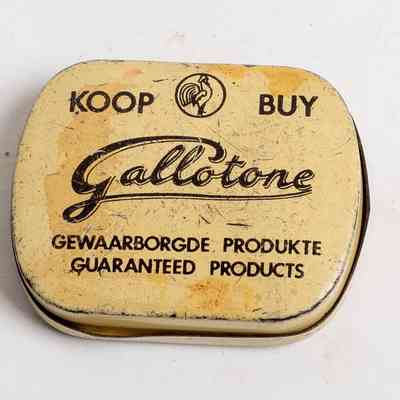 KOOP BUY
Gallotone
GEWAARBORGDE PRODUKTE
GUARANTEED PRODUCTS